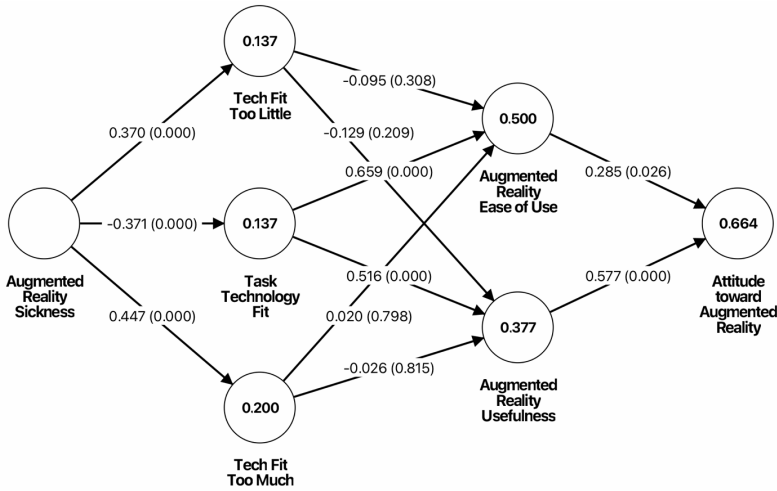 0.137
Tech Fit
Too Little
-0.095 (0.308)
0.500
Augmented
Reality
Ease of Use
0.370 (0.000)
-0.129 (0.209)
0.659 (0.000)
0.285 (0.026)
Augmented
Reality
Sickness
-0.371 (0.000)
0.137
Task
Technology
Fit
0.664
Attitude
toward
Augmented
Reality
0.516 (0.000)
0.577 (0.000)
0.447 (0.000)
0.020 (0.798)
0.377
Augmented
Reality
Usefulness
-0.026 (0.815)
0.200
Tech Fit
Too Much